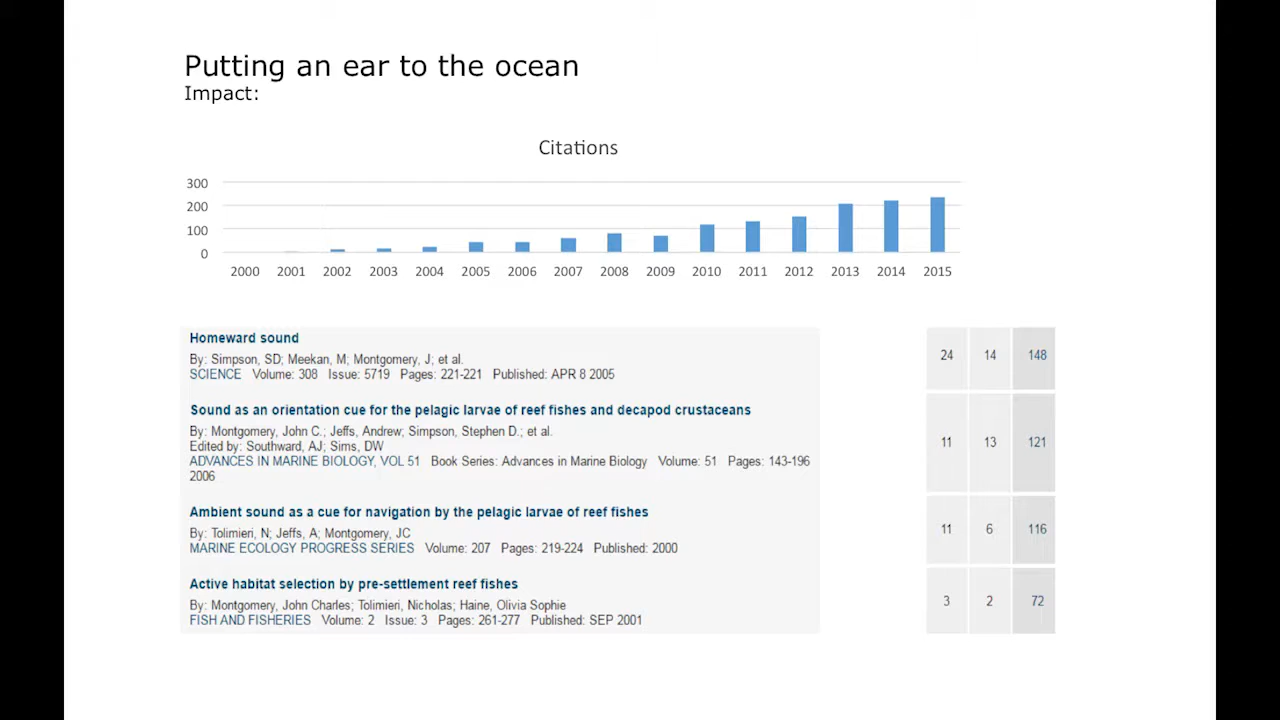 Putting an ear to the ocean
Impact:
Citations
300
200
100
0
2000 2001 2002 2003 2004 2005 2006 2007 2008 2009 2010 2011 2012 2013 2014 2015
Homeward sound
By: Simpson, SD; Meekan, M; Montgomery, J; et al.
SCIENCE Volume: 308 Issue: 5719 Pages: 221-221 Published: APR 8 2005
24 14 148
Sound as an orientation cue for the pelagic larvae of reef fishes and decapod crustaceans
By: Montgomery, John C.; Jeffs, Andrew; Simpson, Stephen D.; et al.
Edited by: Southward, AJ; Sims, DW
ADVANCES IN MARINE BIOLOGY, VOL 51 Book Series: Advances in Marine Biology Volume: 51 Pages: 143-196
2006
11 13 121
Ambient sound as a cue for navigation by the pelagic larvae of reef fishes
By: Tolimieri, N; Jeffs, A; Montgomery, JC
MARINE ECOLOGY PROGRESS SERIES Volume: 207 Pages: 219-224 Published: 2000
11 6 116
Active habitat selection by pre-settlement reef fishes
By: Montgomery, John Charles; Tolimieri, Nicholas; Haine, Olivia Sophie
FISH AND FISHERIES Volume: 2 Issue: 3 Pages: 261-277 Published: SEP 2001
3 2 72